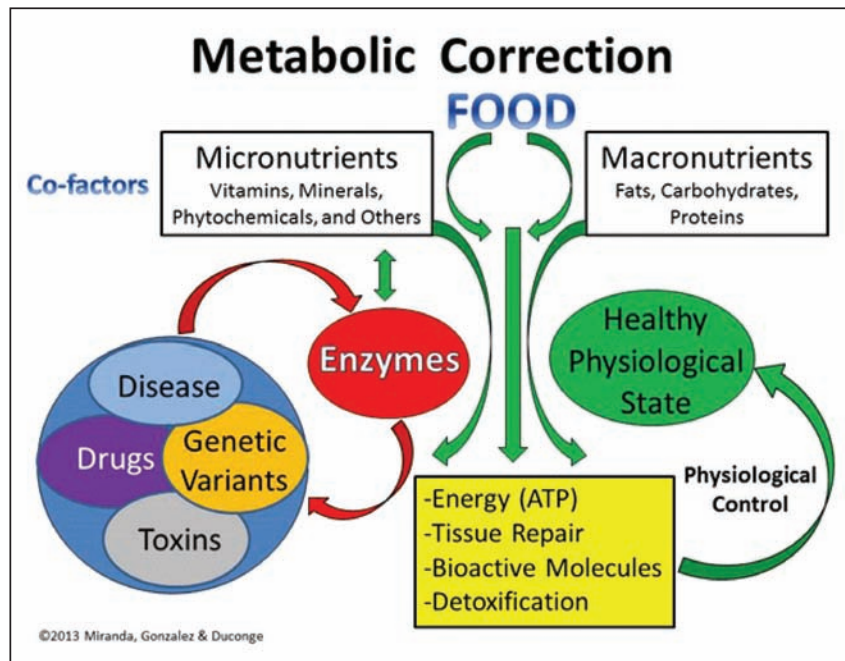 Metabolic Correction
FOOD
Co-factors
Micronutrients
Vitamins, Minerals,
Phytochemicals, and Others
Macronutrients
Fats, Carbohydrates,
Proteins
Enzymes
Healthy
Physiological
State
Disease
Drugs
Genetic
Variants
Toxins
-Energy (ATP)
-Tissue Repair
-Bioactive Molecules
-Detoxification
Physiological
Control
©2013 Miranda, Gonzalez & Duconge